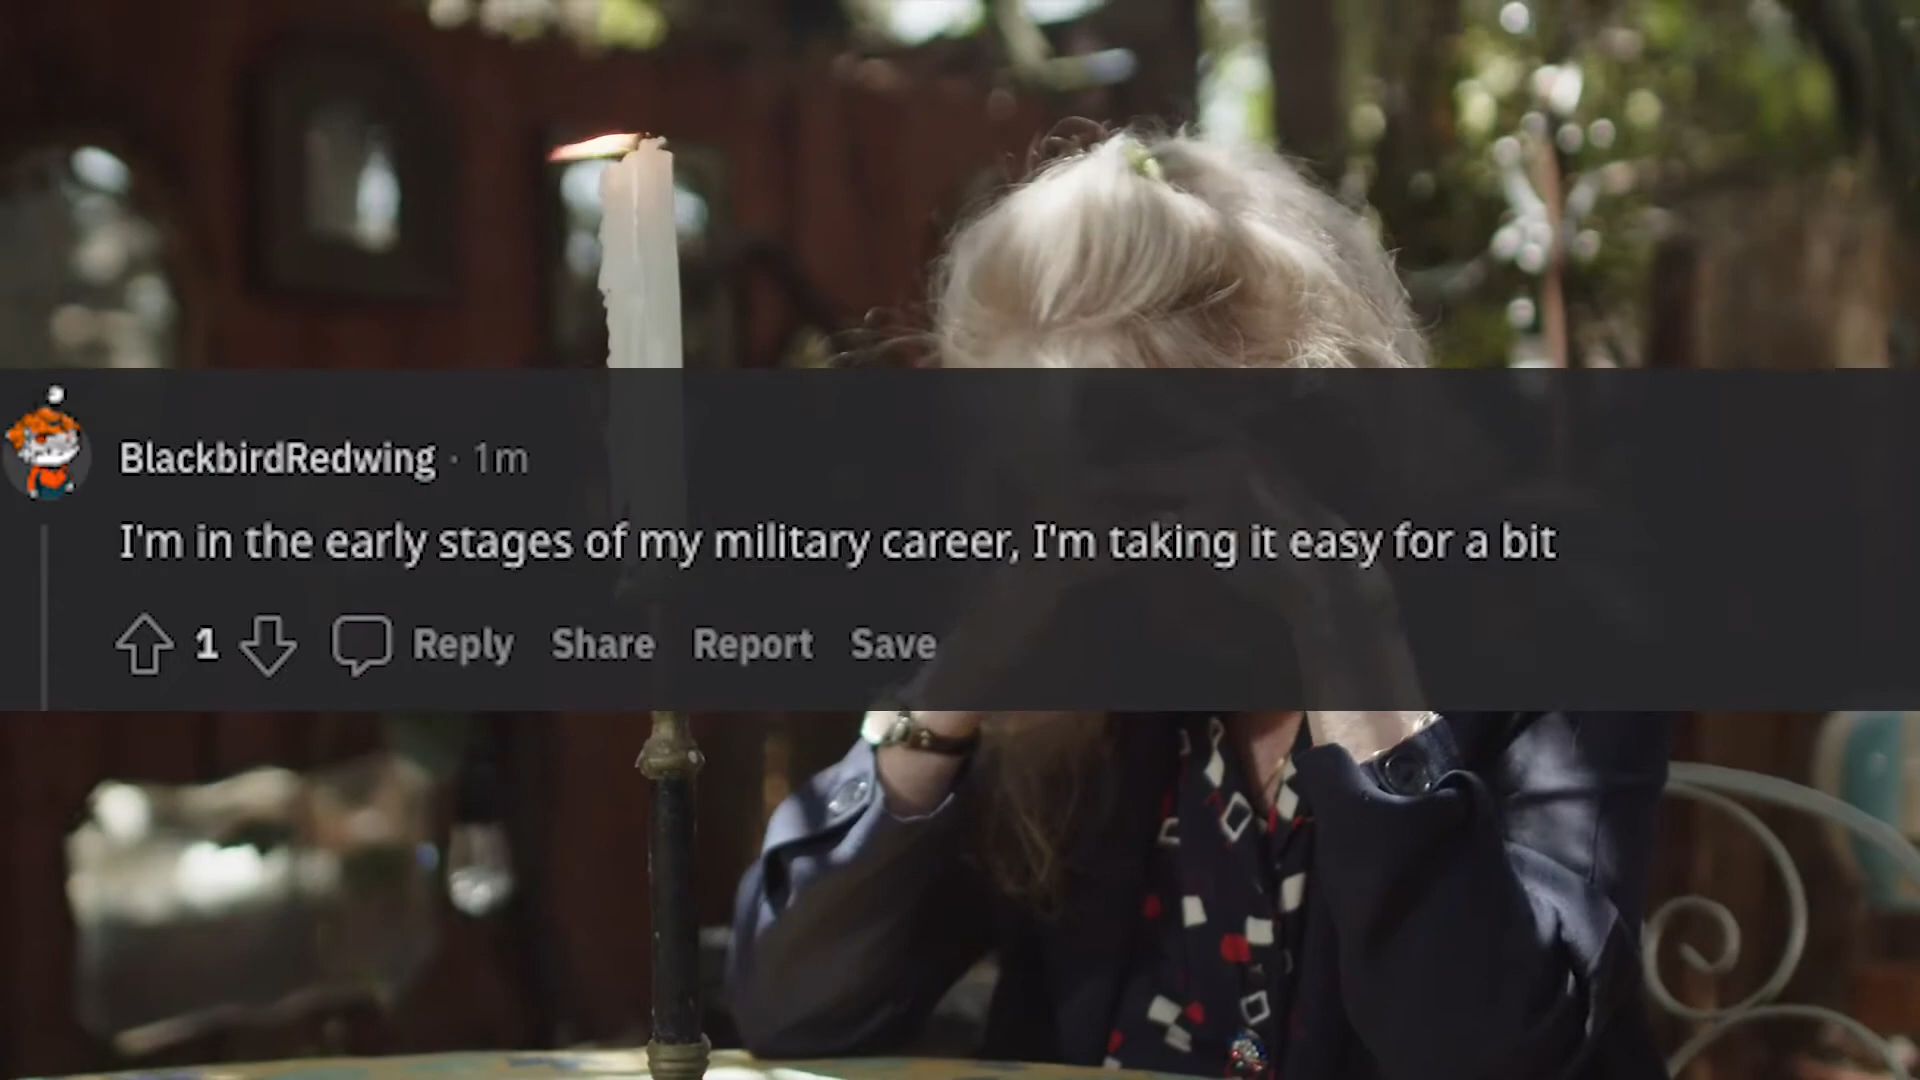 BlackbirdRedwing · 1m
I'm in the early stages of my military career, I'm taking it easy for a bit
1 Reply Share Report Save